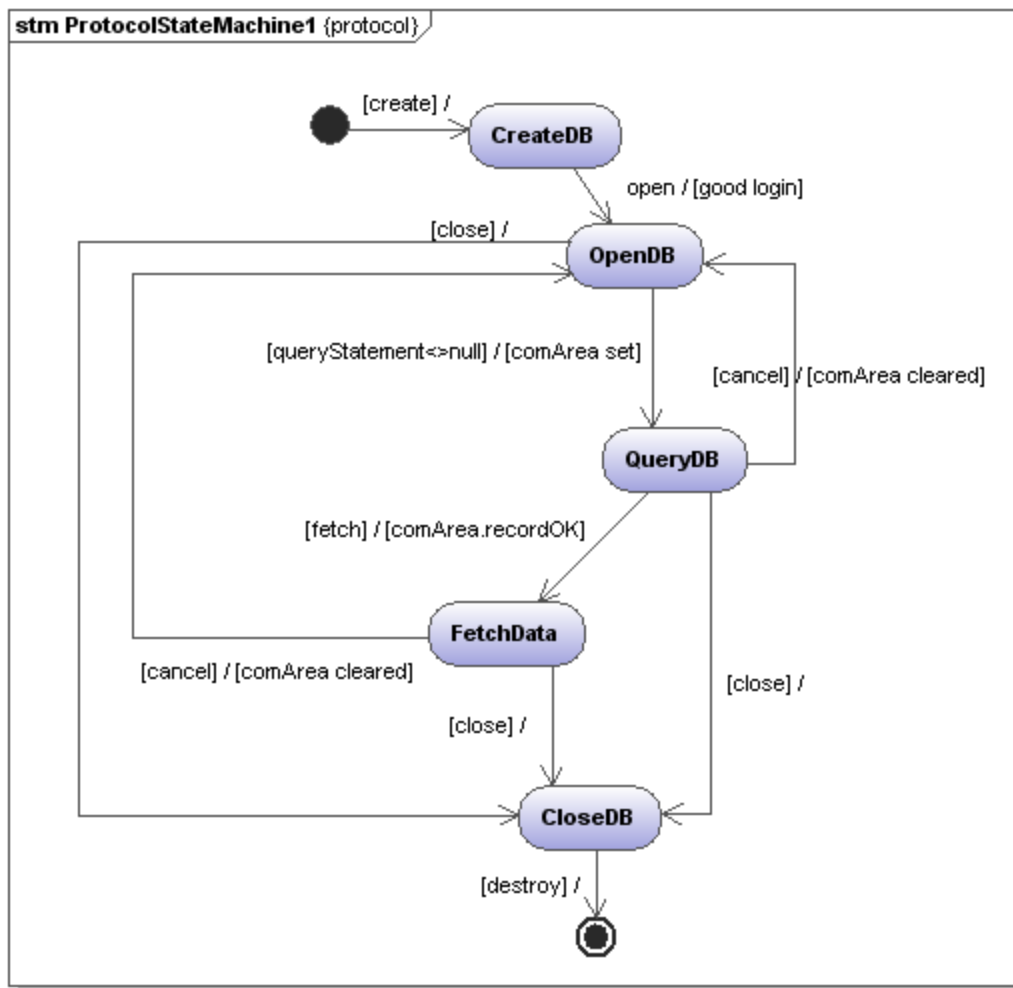 stm ProtocolStateMachine1 {protocol}
[create] /
CreateDB
open / [good login]
[close] /
OpenDB
[queryStatement<>null] / [comArea set]
[cancel] / [comArea cleared]
QueryDB
[fetch] / [comArea.recordOK]
FetchData
[cancel] / [comArea cleared]
[close] /
[close] /
CloseDB
[destroy] /